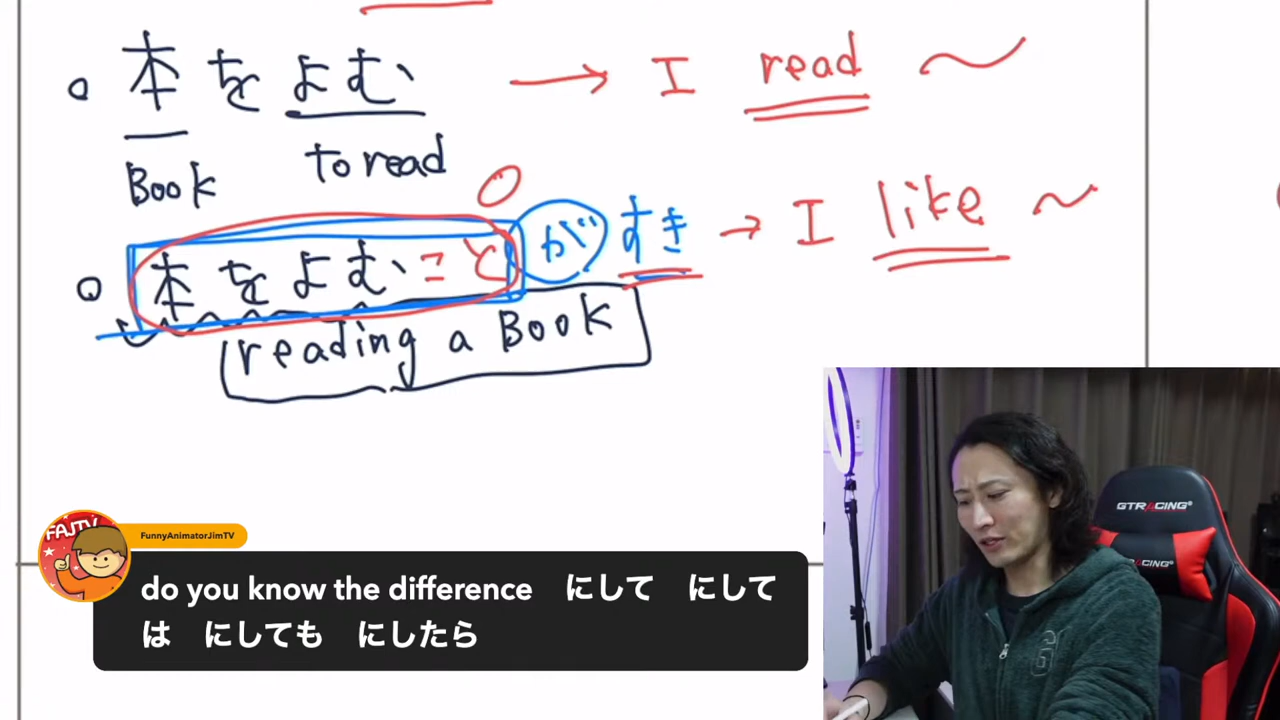 本をよむ → I read 〜
Book to read
本をよむこと がすき → I like 〜
reading a Book
FAJTV
FunnyAnimatorJimTV
do you know the difference　にして　にして
は　にしても　にしたら
GTRACING
GTRACING
G